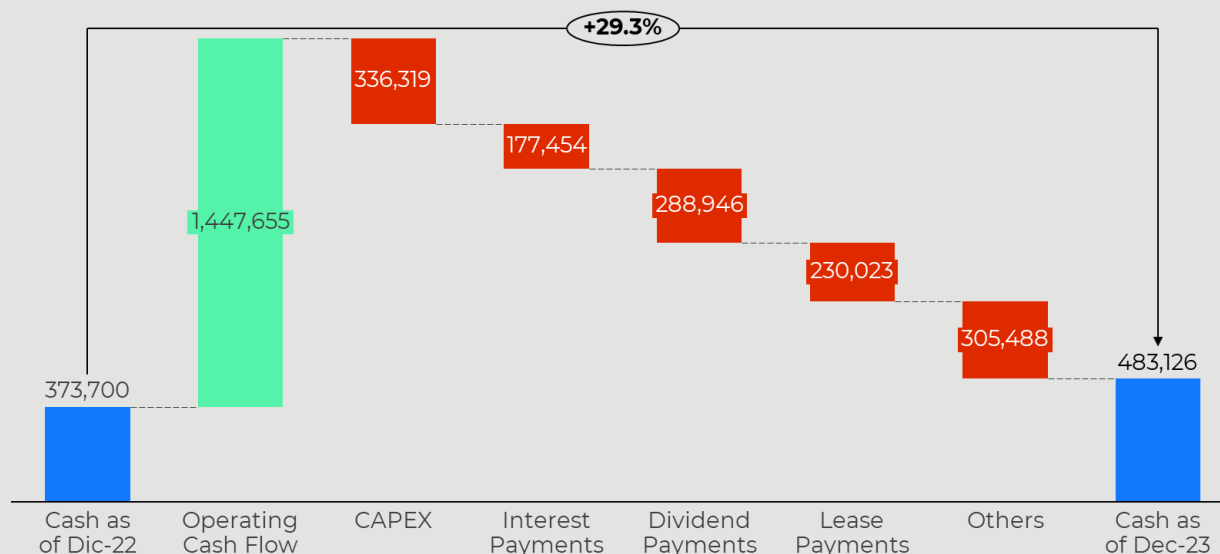 +29.3%
336,319
177,454
288,946
1,447,655
230,023
305,488
483,126
373,700
Cash as
of Dic-22
Operating
Cash Flow
CAPEX
Interest
Payments
Dividend
Payments
Lease
Payments
Others
Cash as
of Dec-23